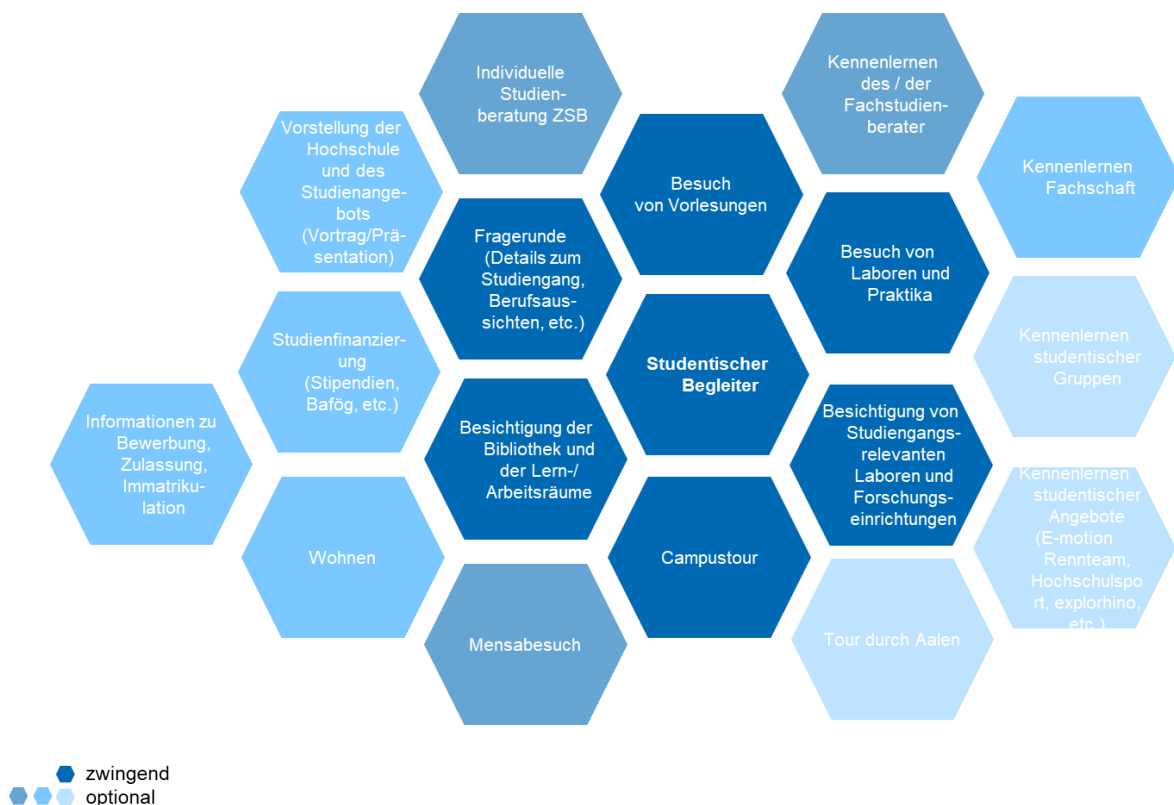 Individuelle
Studien-
beratung ZSB
Kennenlernen
des / der
Fachstudien-
berater
Vorstellung der
Hochschule
und des
Studienange-
bots
(Vortrag/Prä-
sentation)
Besuch
von Vorlesungen
Kennenlernen
Fachschaft
Fragerunde
(Details zum
Studiengang,
Berufsaus-
sichten, etc.)
Besuch von
Laboren und
Praktika
Studienfinanzier-
ung
(Stipendien,
Bafög, etc.)
Studentischer
Begleiter
Kennenlernen
studentischer
Gruppen
Informationen zu
Bewerbung,
Zulassung,
Immatriku-
lation
Besichtigung der
Bibliothek und
der Lern-/
Arbeitsräume
Besichtigung von
Studiengangs-
relevanten
Laboren und
Forschungs-
einrichtungen
Kennenlernen
studentischer
Angebote
(E-motion
Rennteam,
Hochschulspo
rt, explorhino,
etc.)
Wohnen
Campustour
Mensabesuch
Tour durch Aalen
zwingend
optional